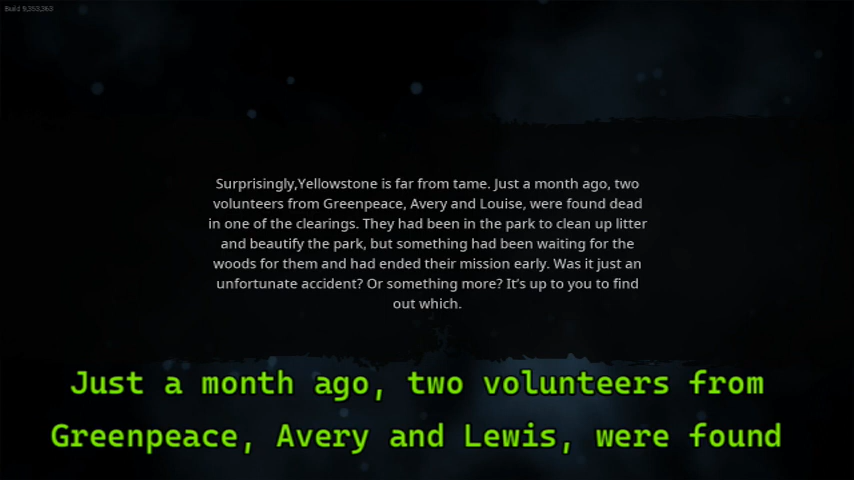 Build 9,353,363
Surprisingly,Yellowstone is far from tame. Just a month ago, two
volunteers from Greenpeace, Avery and Louise, were found dead
in one of the clearings. They had been in the park to clean up litter
and beautify the park, but something had been waiting for the
woods for them and had ended their mission early. Was it just an
unfortunate accident? Or something more? It's up to you to find
out which.
Just a month ago, two volunteers from
Greenpeace, Avery and Lewis, were found